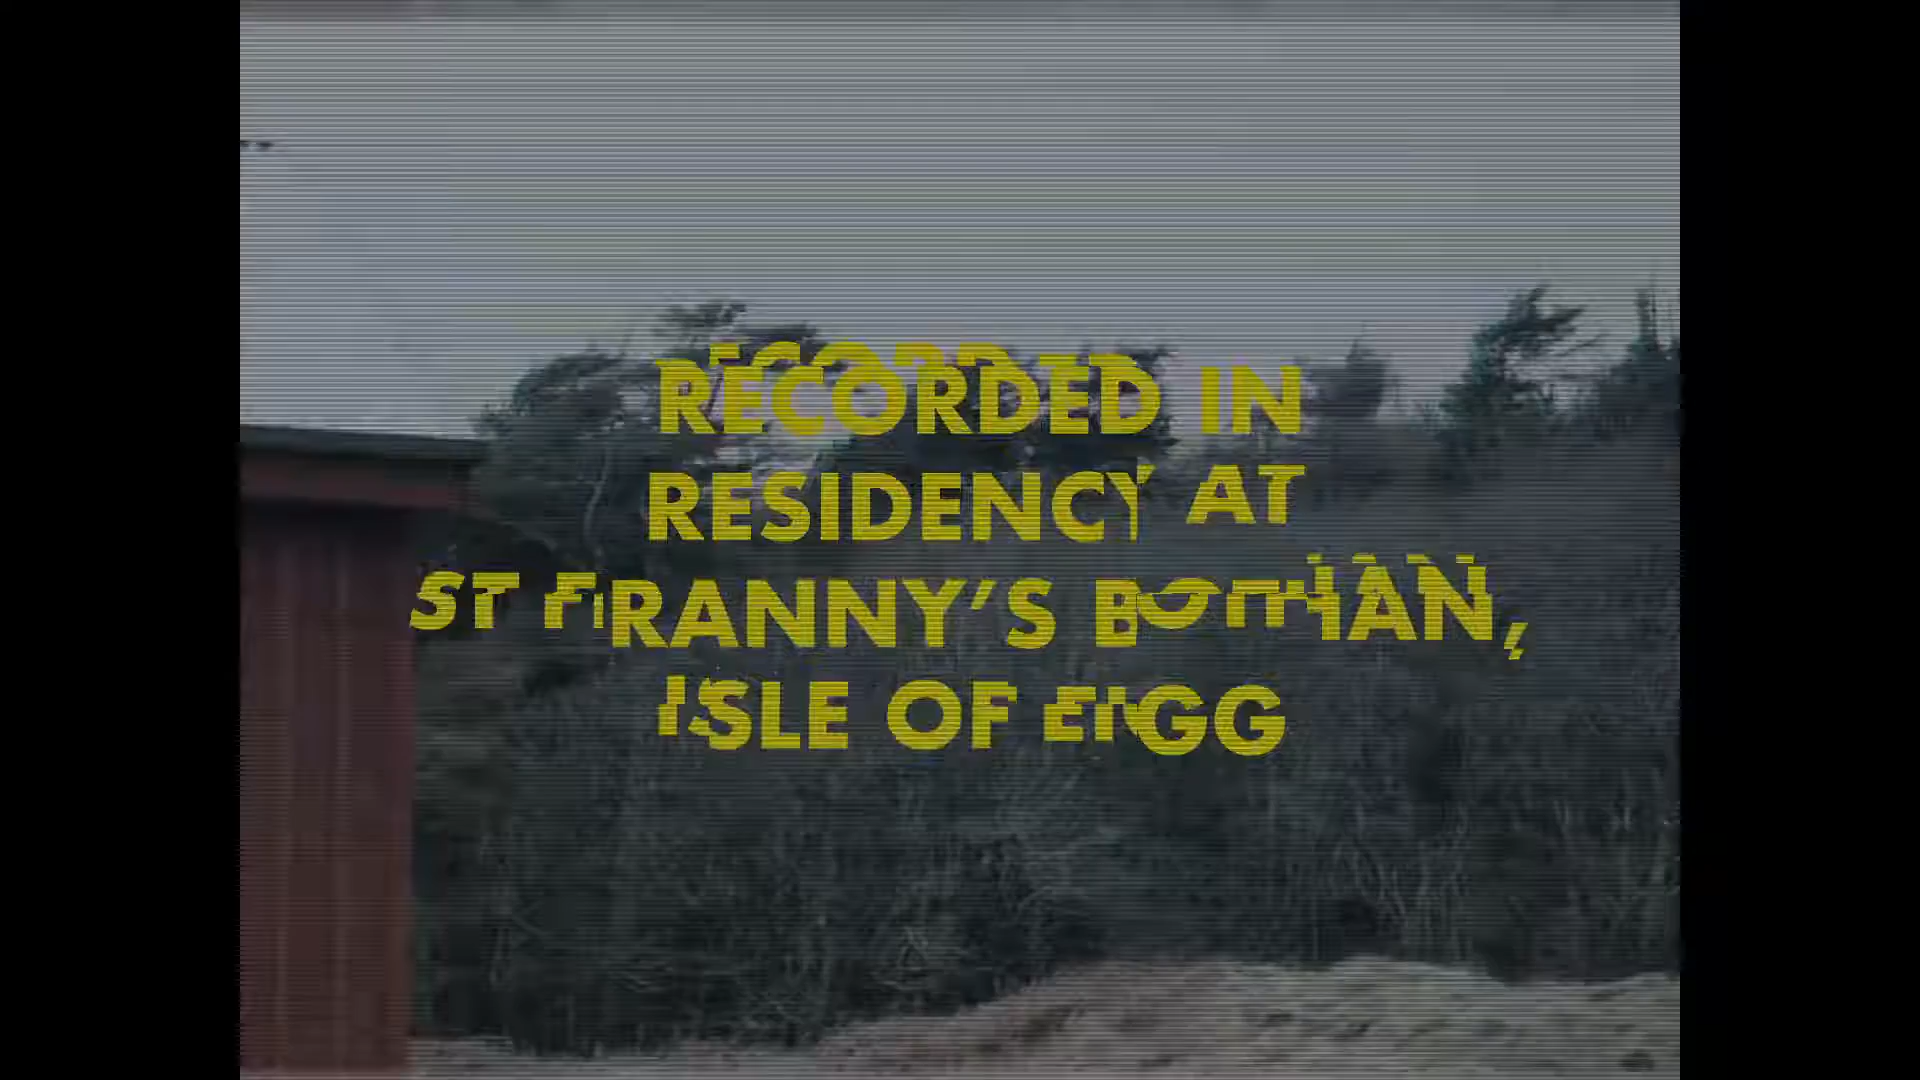 RECORDED IN
RESIDENCY AT
ST FRANNY’S BOTHAN,
ISLE OF EIGG